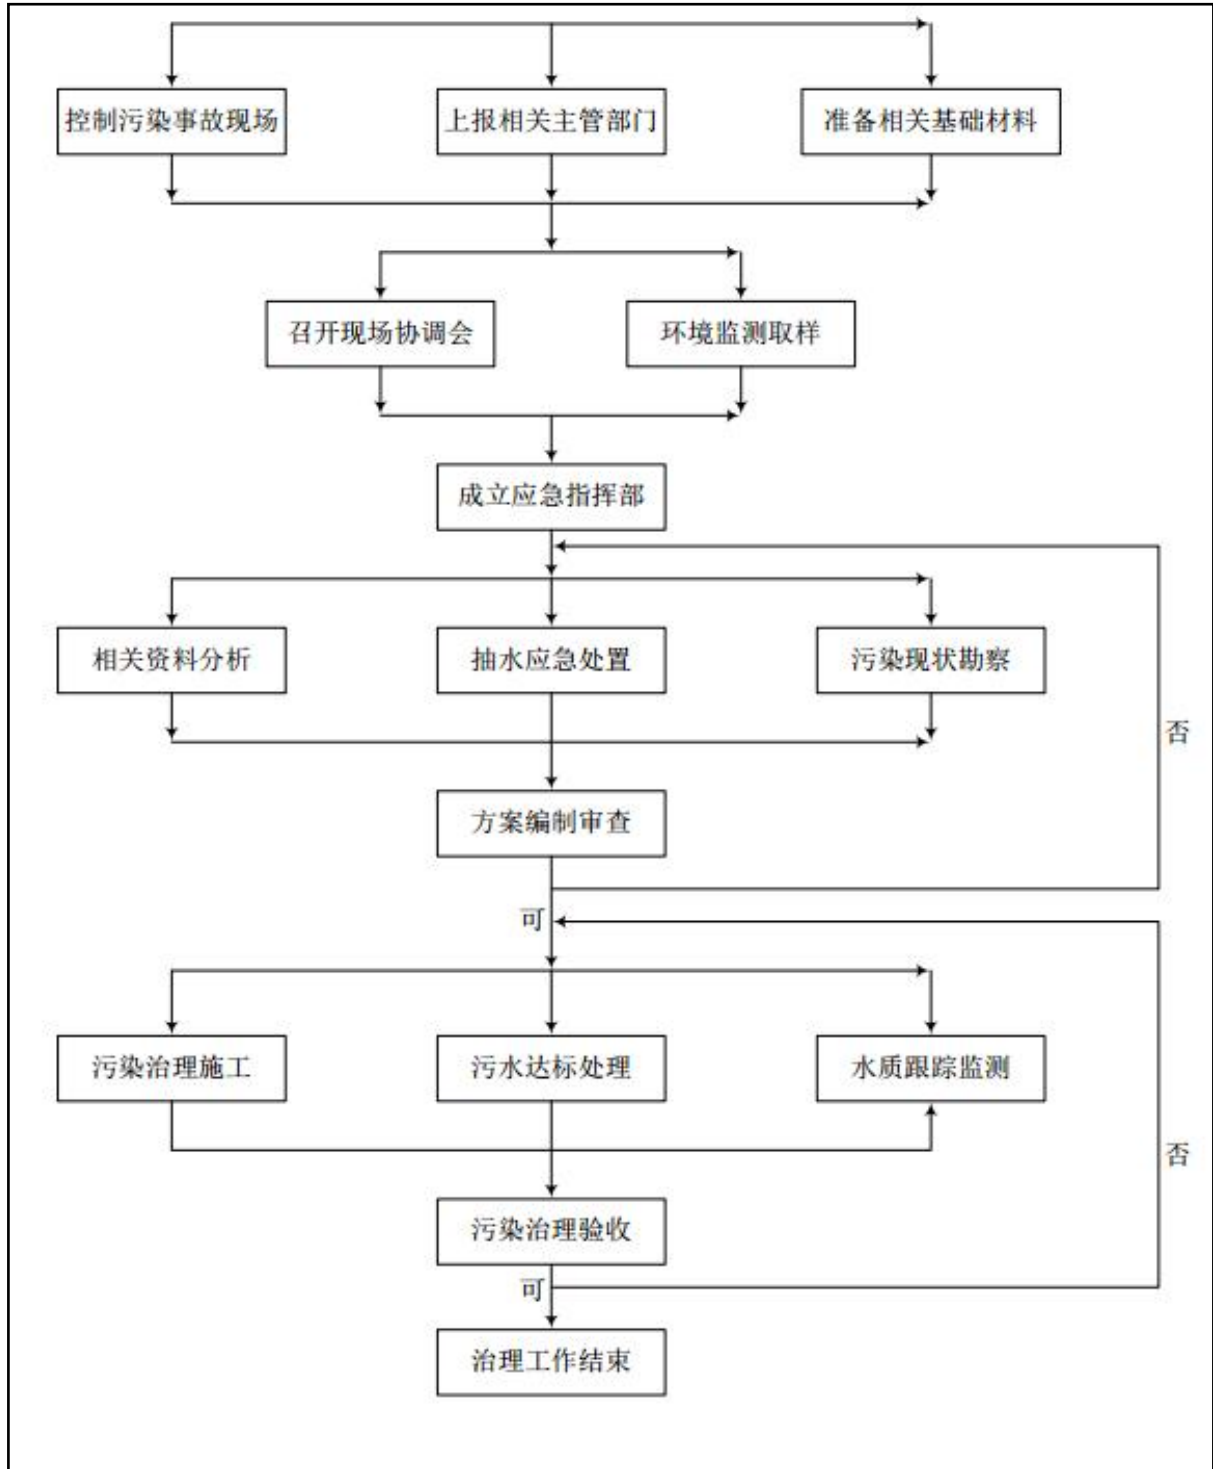 控制污染事故现场
上报相关主管部门
准备相关基础材料
召开现场协调会
环境监测取样
成立应急指挥部
相关资料分析
抽水应急处置
污染现状勘察
否
方案编制审查
可
污染治理施工
污水达标处理
水质跟踪监测
否
污染治理验收
可
治理工作结束